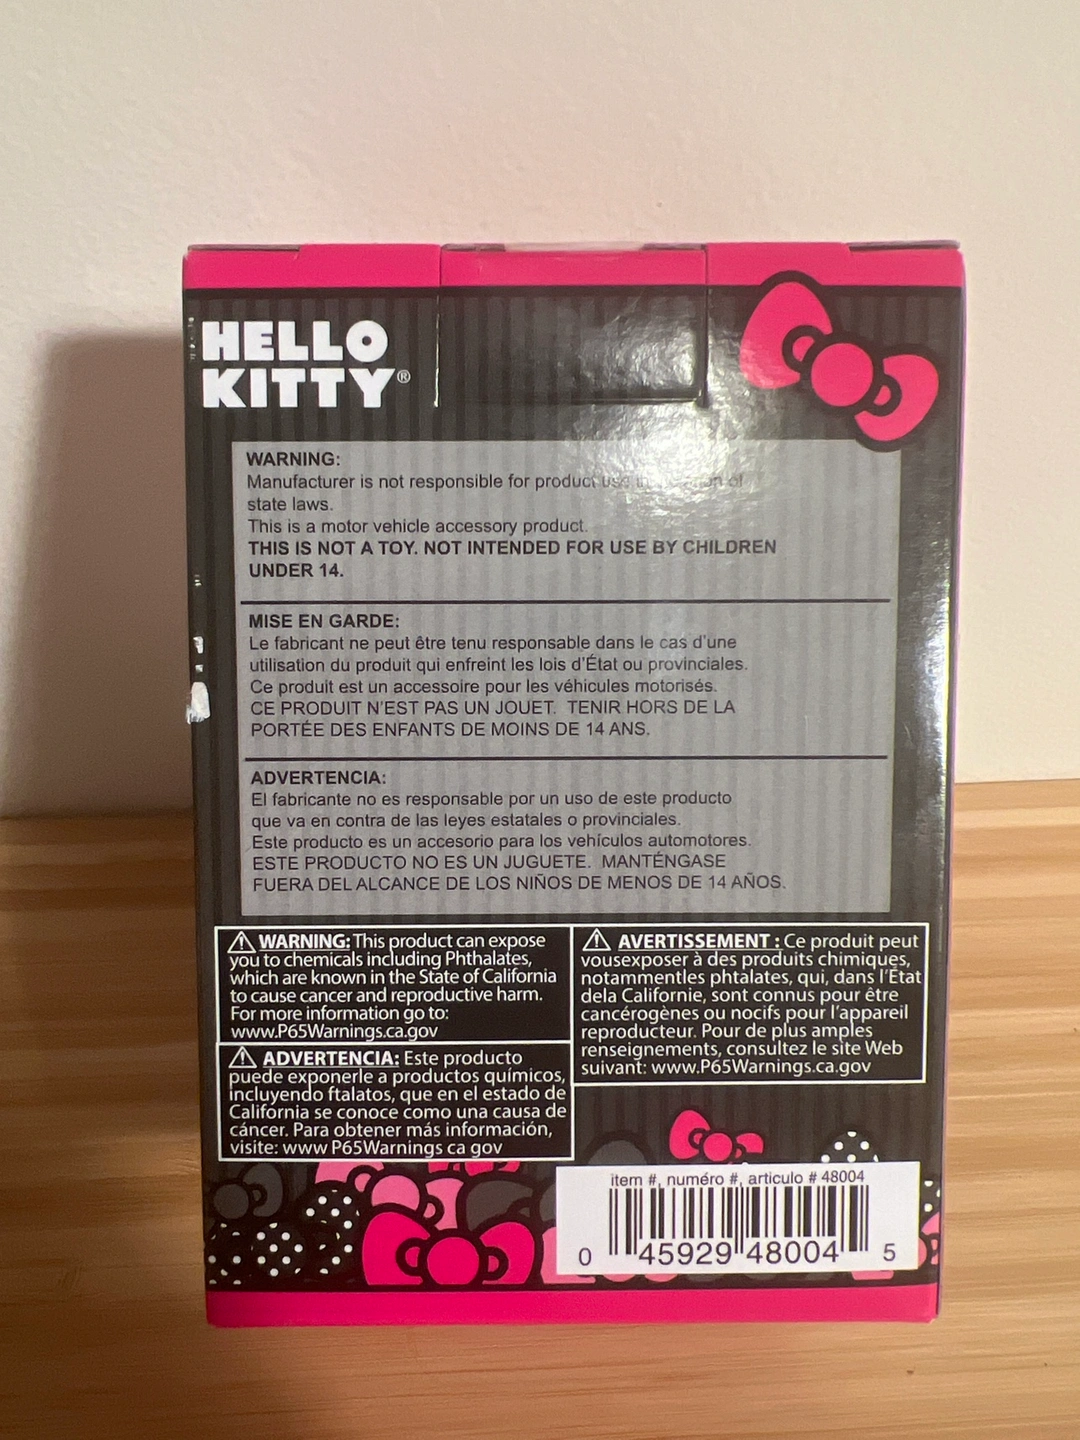 HELLO
KITTY®
WARNING:
Manufacturer is not responsible for product use in of
state laws.
This is a motor vehicle accessory product.
THIS IS NOT A TOY. NOT INTENDED FOR USE BY CHILDREN
UNDER 14.
MISE EN GARDE:
Le fabricant ne peut être tenu responsable dans le cas d'une
utilisation du produit qui enfreint les lois d'État ou provinciales.
Ce produit est un accessoire pour les véhicules motorisés.
CE PRODUIT N'EST PAS UN JOUET. TENIR HORS DE LA
PORTÉE DES ENFANTS DE MOINS DE 14 ANS.
ADVERTENCIA:
El fabricante no es responsable por un uso de este producto
que va en contra de las leyes estatales o provinciales.
Este producto es un accesorio para los vehículos automotores.
ESTE PRODUCTO NO ES UN JUGUETE. MANTÉNGASE
FUERA DEL ALCANCE DE LOS NIÑOS DE MENOS DE 14 AÑOS.
⚠ WARNING: This product can expose
you to chemicals including Phthalates,
which are known in the State of California
to cause cancer and reproductive harm.
For more information go to:
www.P65Warnings.ca.gov
⚠ ADVERTENCIA: Este producto
puede exponerle a productos químicos,
incluyendo ftalatos, que en el estado de
California se conoce como una causa de
cáncer. Para obtener más información,
visite: www P65Warnings ca gov
⚠ AVERTISSEMENT : Ce produit peut
vousexposer à des produits chimiques,
notammentles phtalates, qui, dans l'État
dela Californie, sont connus pour être
cancérogènes ou nocifs pour l'appareil
reproducteur. Pour de plus amples
renseignements, consultez le site Web
suivant: www.P65Warnings.ca.gov
item #, numéro #, articulo # 48004
0 45929 48004 5